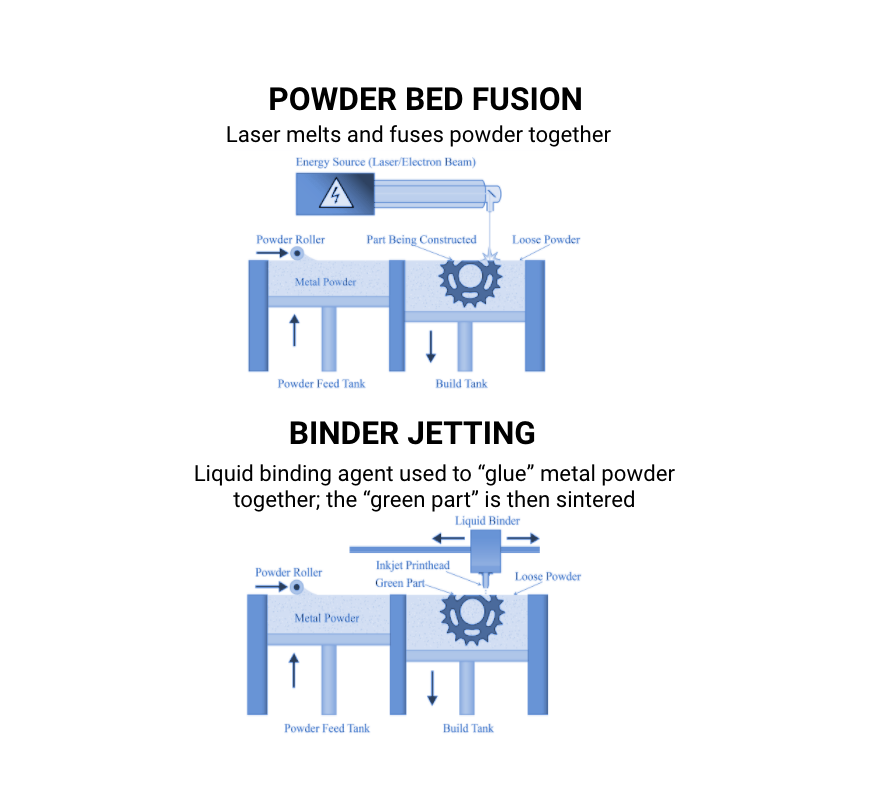 POWDER BED FUSION
Laser melts and fuses powder together
Energy Source (Laser/Electron Beam)
Powder Roller
Part Being Constructed
Loose Powder
Metal Powder
Powder Feed Tank
Build Tank
BINDER JETTING
Liquid binding agent used to “glue” metal powder
together; the “green part” is then sintered
Liquid Binder
Inkjet Printhead
Powder Roller
Green Part
Loose Powder
Metal Powder
Powder Feed Tank
Build Tank